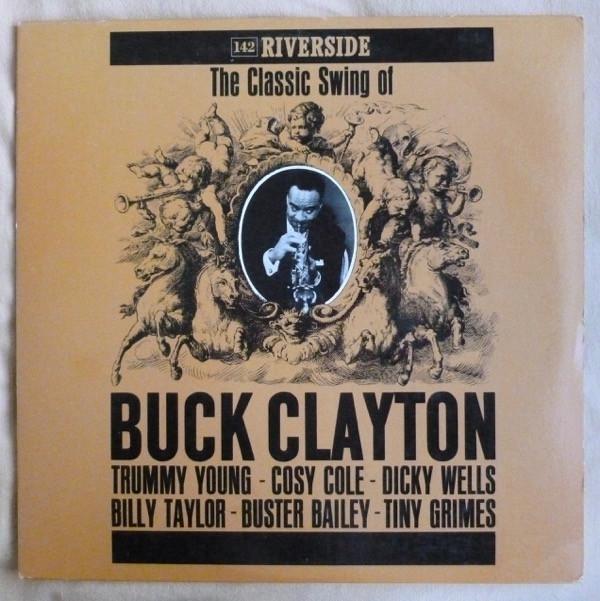 142 RIVERSIDE
The Classic Swing of
BUCK CLAYTON
TRUMMY YOUNG - COSY COLE - DICKY WELLS
BILLY TAYLOR - BUSTER BAILEY - TINY GRIMES